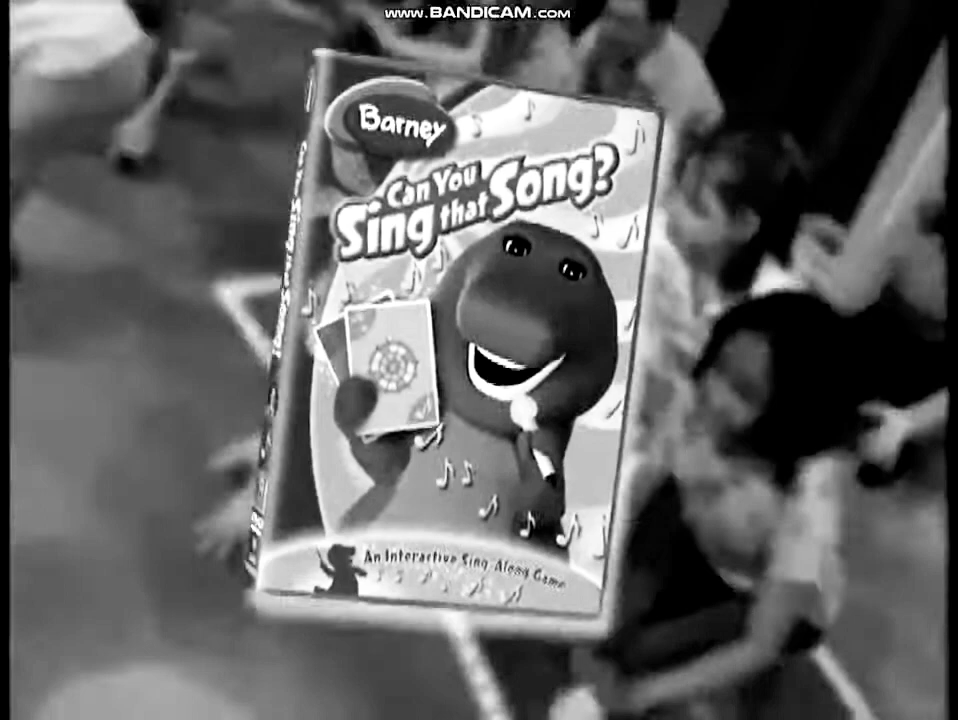 www.BANDICAM.com
Barney
Can You
Sing that Song?
An Interactive Sing-Along Game